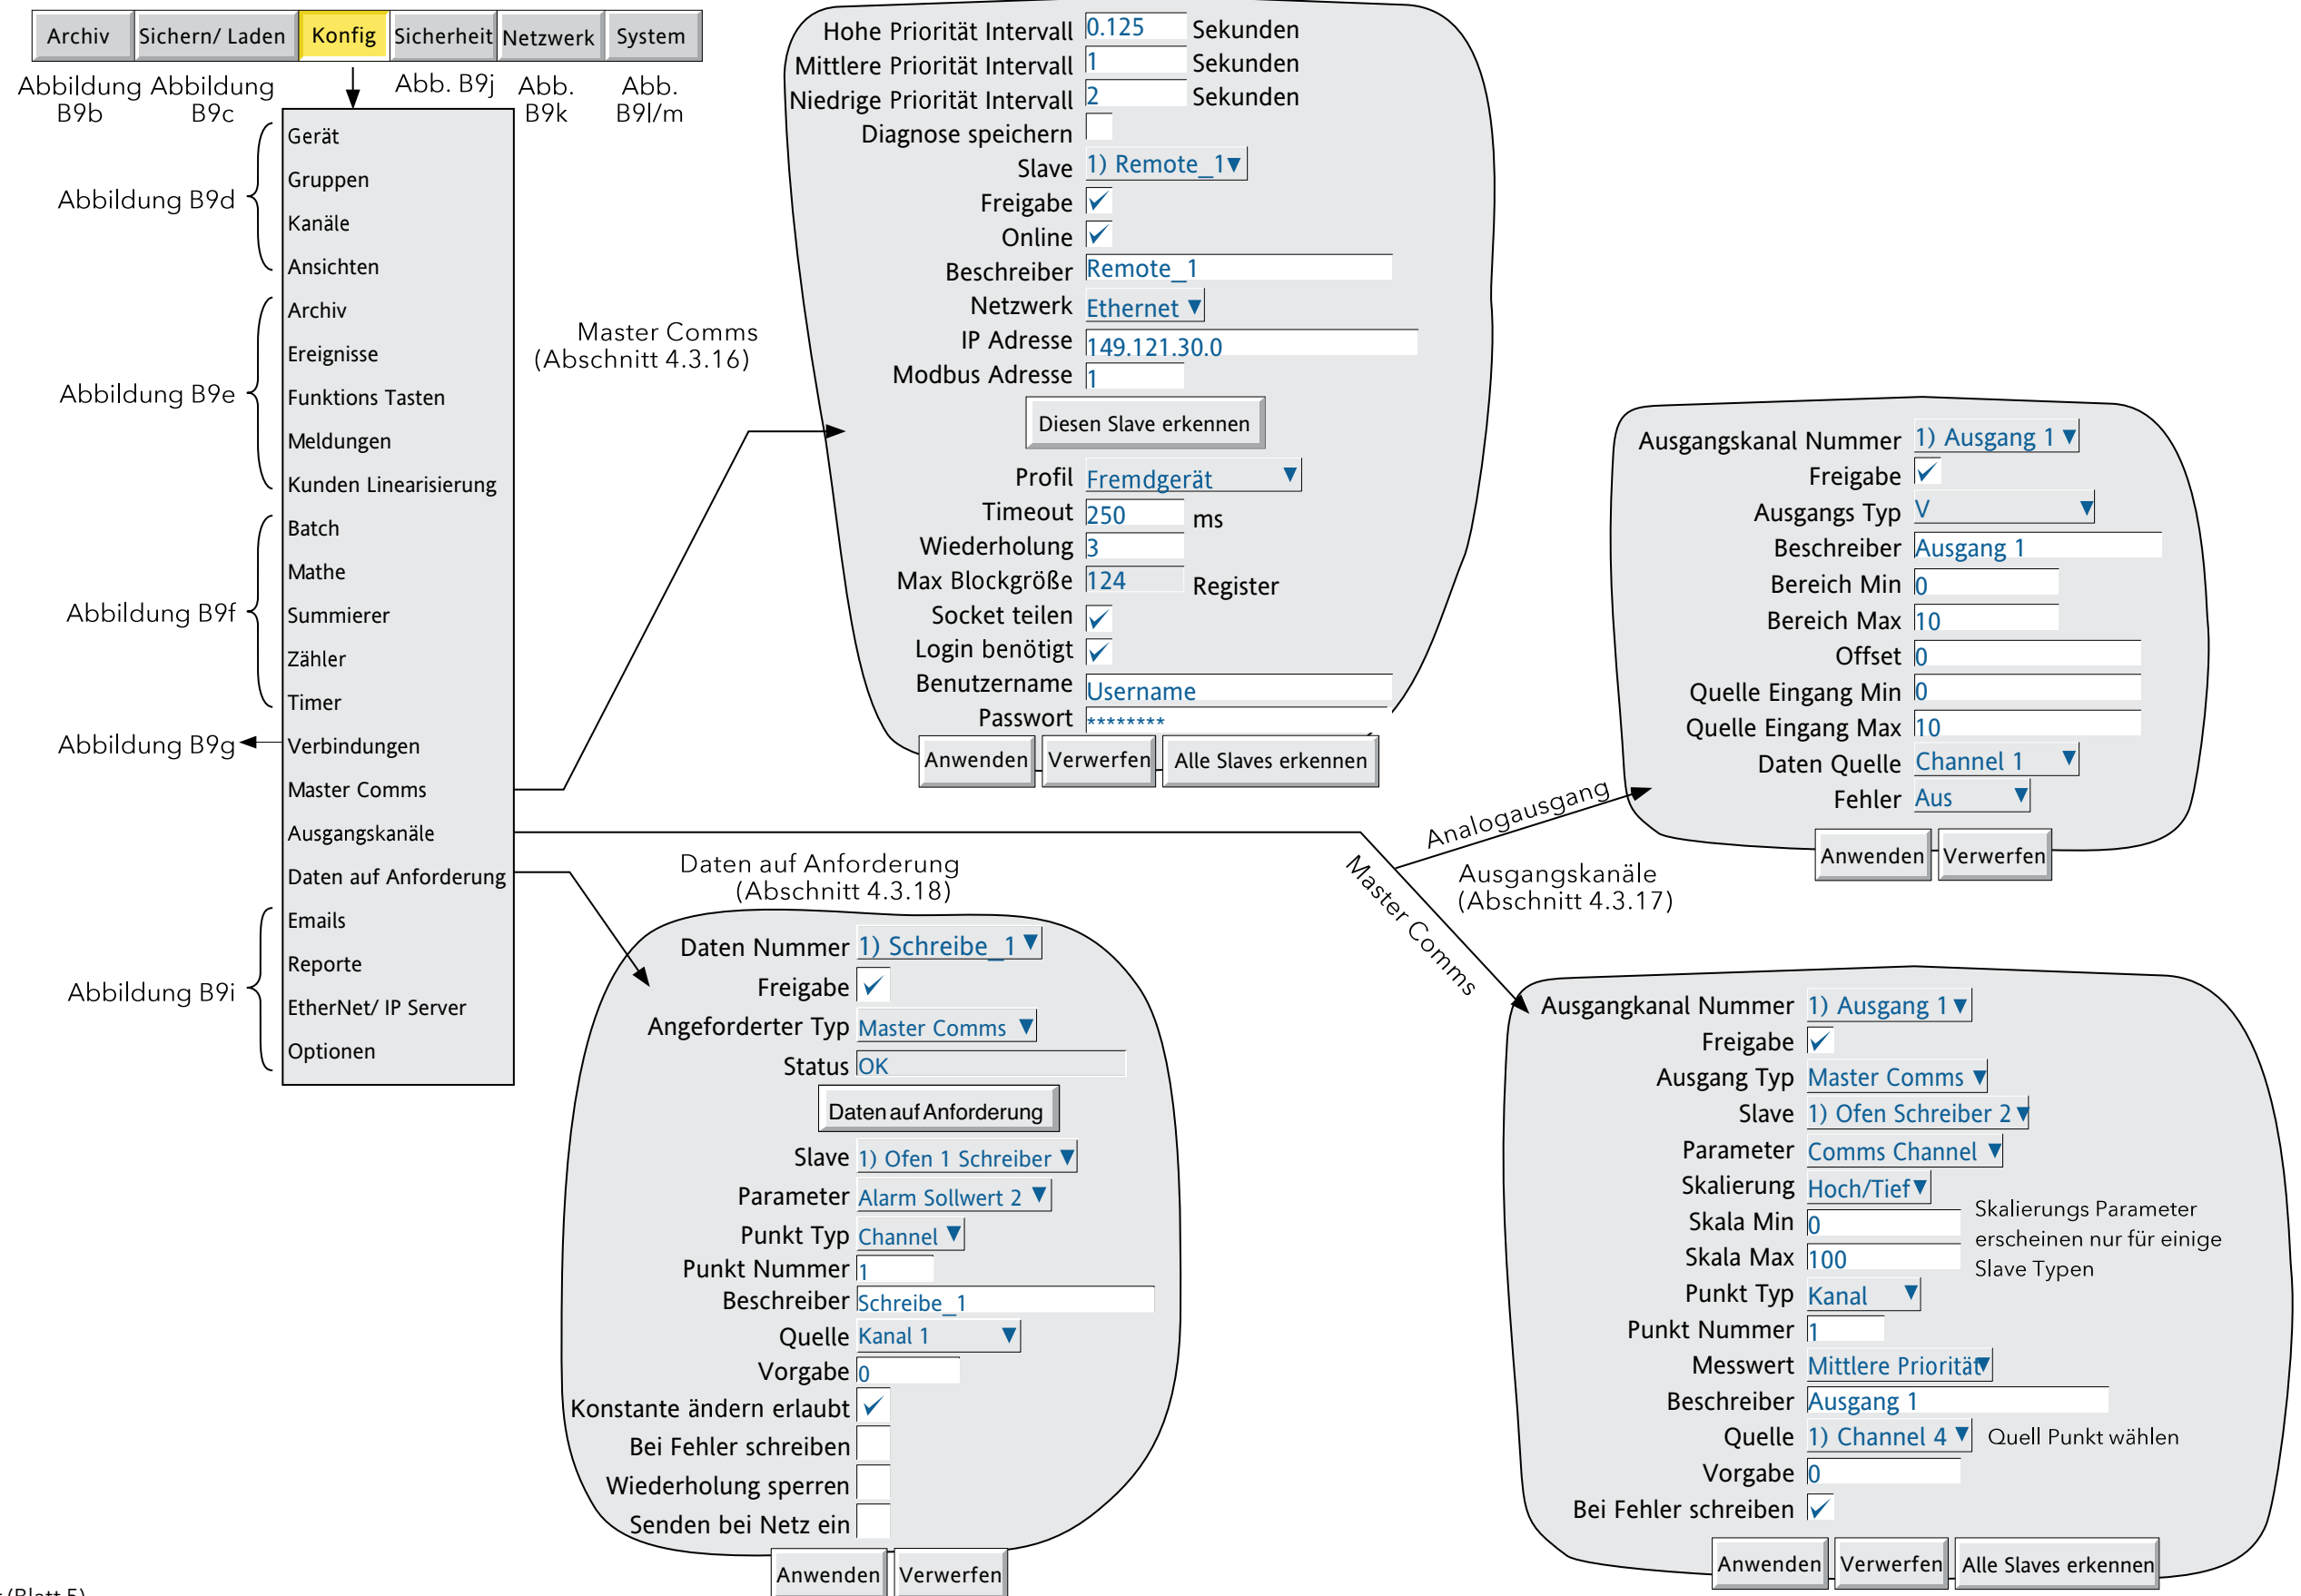 Archiv
Sichern/ Laden
Konfig
Sicherheit
Netzwerk
System
Abbildung
B9b
Abbildung
B9c
Abb. B9j
Abb.
B9k
Abb.
B9l/m
Gerät
Gruppen
Kanäle
Ansichten
Archiv
Ereignisse
Funktions Tasten
Meldungen
Kunden Linearisierung
Batch
Mathe
Summierer
Zähler
Timer
Verbindungen
Master Comms
Ausgangskanäle
Daten auf Anforderung
Emails
Reporte
EtherNet/ IP Server
Optionen
Abbildung B9d
Abbildung B9e
Abbildung B9f
Abbildung B9g
Abbildung B9i
Master Comms
(Abschnitt 4.3.16)
Hohe Priorität Intervall 0.125 Sekunden
Mittlere Priorität Intervall 1 Sekunden
Niedrige Priorität Intervall 2 Sekunden
Diagnose speichern
Slave 1) Remote_1
Freigabe
Online
Beschreiber Remote_1
Netzwerk Ethernet
IP Adresse 149.121.30.0
Modbus Adresse 1
Diesen Slave erkennen
Profil Fremdgerät
Timeout 250 ms
Wiederholung 3
Max Blockgröße 124 Register
Socket teilen
Login benötigt
Benutzername Username
Passwort ********
Anwenden
Verwerfen
Alle Slaves erkennen
Analogausgang
Master Comms
Ausgangskanäle
(Abschnitt 4.3.17)
Ausgangskanal Nummer 1) Ausgang 1
Freigabe
Ausgangs Typ V
Beschreiber Ausgang 1
Bereich Min 0
Bereich Max 10
Offset 0
Quelle Eingang Min 0
Quelle Eingang Max 10
Daten Quelle Channel 1
Fehler Aus
Anwenden
Verwerfen
Daten auf Anforderung
(Abschnitt 4.3.18)
Daten Nummer 1) Schreibe_1
Freigabe
Angeforderter Typ Master Comms
Status OK
Daten auf Anforderung
Slave 1) Ofen 1 Schreiber
Parameter Alarm Sollwert 2
Punkt Typ Channel
Punkt Nummer 1
Beschreiber Schreibe_1
Quelle Kanal 1
Vorgabe 0
Konstante ändern erlaubt
Bei Fehler schreiben
Wiederholung sperren
Senden bei Netz ein
Anwenden
Verwerfen
Ausgangkanal Nummer 1) Ausgang 1
Freigabe
Ausgang Typ Master Comms
Slave 1) Ofen Schreiber 2
Parameter Comms Channel
Skalierung Hoch/Tief
Skala Min 0
Skala Max 100
Skalierungs Parameter
erscheinen nur für einige
Slave Typen
Punkt Typ Kanal
Punkt Nummer 1
Messwert Mittlere Priorität
Beschreiber Ausgang 1
Quelle 1) Channel 4 Quell Punkt wählen
Vorgabe 0
Bei Fehler schreiben
Anwenden
Verwerfen
Alle Slaves erkennen
(Blatt 5)